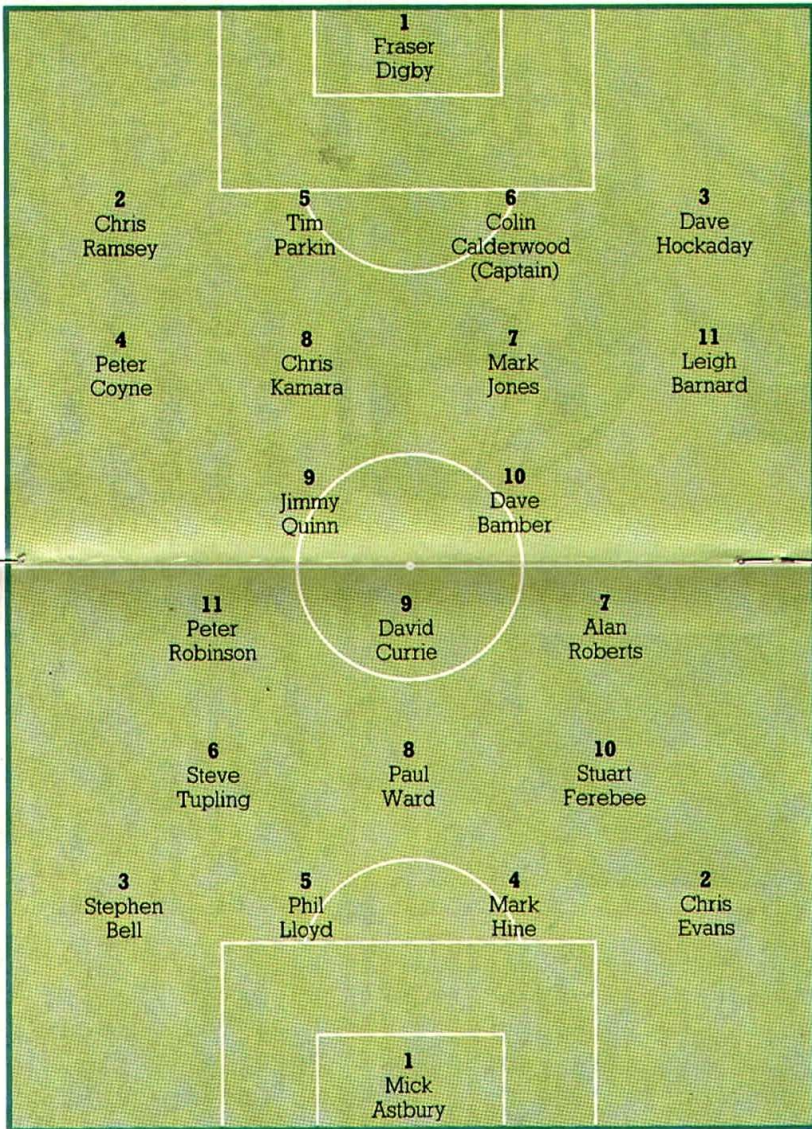 1
Fraser
Digby
2
Chris
Ramsey
5
Tim
Parkin
6
Colin
Calderwood
(Captain)
3
Dave
Hockaday
4
Peter
Coyne
8
Chris
Kamara
7
Mark
Jones
11
Leigh
Barnard
9
Jimmy
Quinn
10
Dave
Bamber
11
Peter
Robinson
9
David
Currie
7
Alan
Roberts
6
Steve
Tupling
8
Paul
Ward
10
Stuart
Ferebee
3
Stephen
Bell
5
Phil
Lloyd
4
Mark
Hine
2
Chris
Evans
1
Mick
Astbury